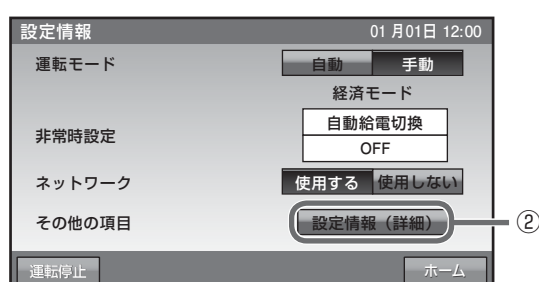 設定情報 01月01日 12:00
運転モード 自動 手動
経済モード
非常時設定 自動給電切換
OFF
ネットワーク 使用する 使用しない
その他の項目 設定情報（詳細） ②
運転停止 ホーム